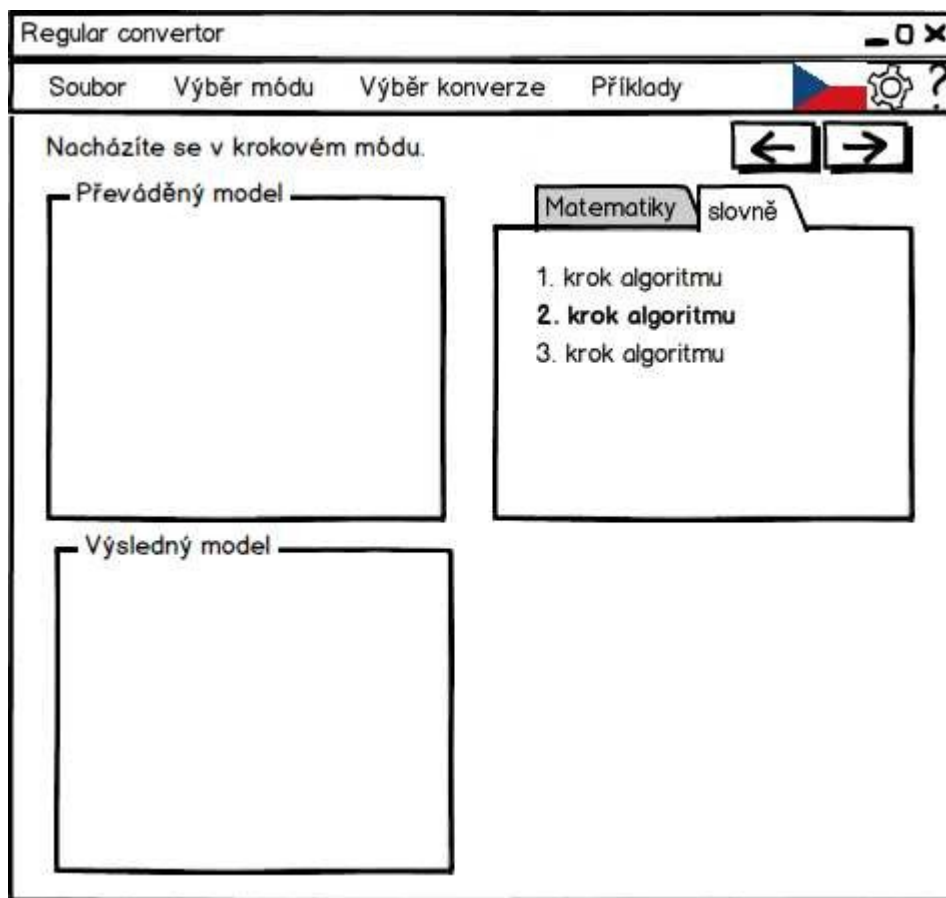 Regular convertor
Soubor Výběr módu Výběr konverze Příklady ?
Nacházíte se v krokovém módu.
Převáděný model
Matematiky slovně
1. krok algoritmu
2. krok algoritmu
3. krok algoritmu
Výsledný model